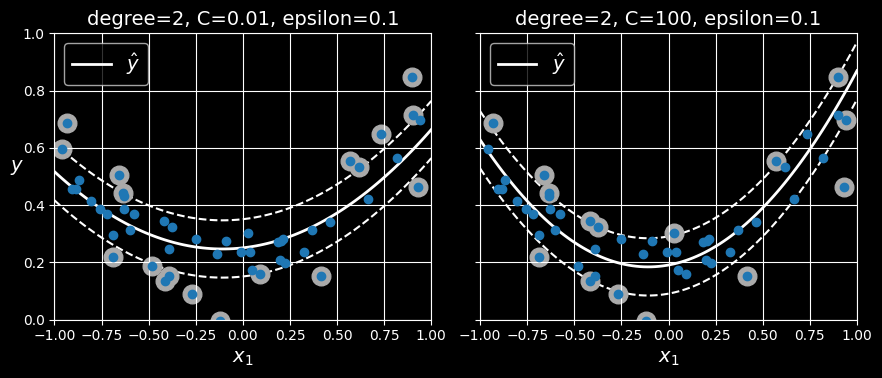 degree=2, C=0.01, epsilon=0.1
ŷ
1.0
0.8
0.6
0.4
0.2
0.0
y
−1.00 −0.75 −0.50 −0.25 0.00 0.25 0.50 0.75 1.00
x₁
degree=2, C=100, epsilon=0.1
ŷ
−1.00 −0.75 −0.50 −0.25 0.00 0.25 0.50 0.75 1.00
x₁